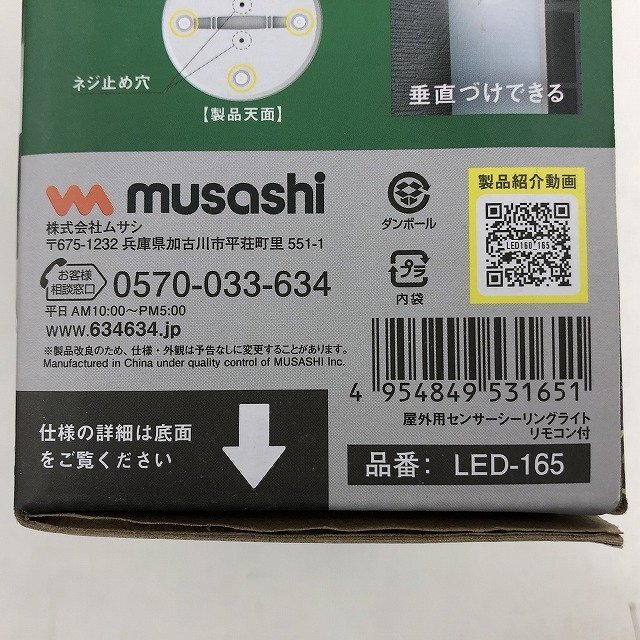 ネジ止め穴
【製品天面】
垂直づけできる
musashi
株式会社ムサシ
〒675-1232 兵庫県加古川市平荘町里 551-1
お客様
相談窓口
0570-033-634
平日 AM10:00〜PM5:00
www.634634.jp
※製品改良のため、仕様・外観は予告なしに変更することがあります。
Manufactured in China under quality control of MUSASHI Inc.
ダンボール
プラ
内袋
製品紹介動画
LED160_165
4 954849 531651
屋外用センサーシーリングライト
リモコン付
品番: LED-165
仕様の詳細は底面
をご覧ください